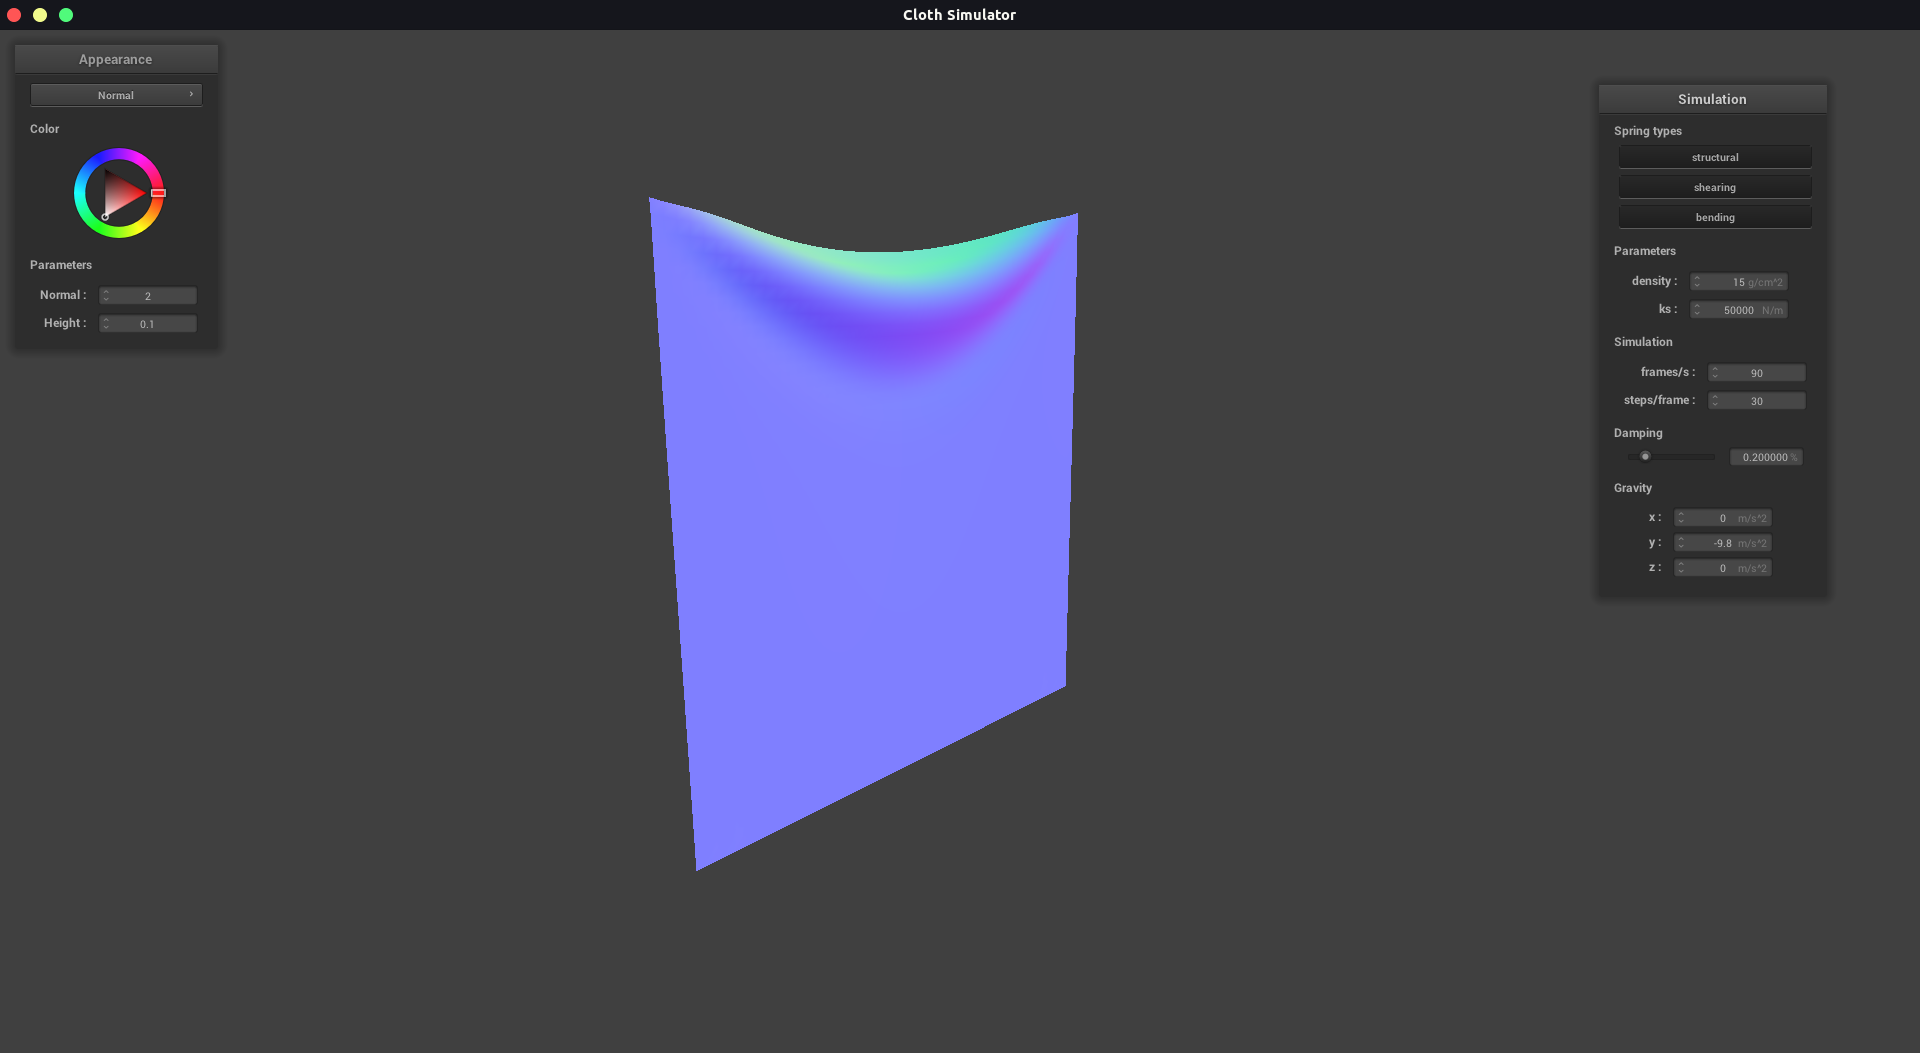 Cloth Simulator
Appearance
Normal
Color
Parameters
Normal : 2
Height : 0.1
Simulation
Spring types
structural
shearing
bending
Parameters
density : 15 g/cm^2
ks : 50000 N/m
Simulation
frames/s : 90
steps/frame : 30
Damping
0.200000 %
Gravity
x : 0 m/s^2
y : -9.8 m/s^2
z : 0 m/s^2